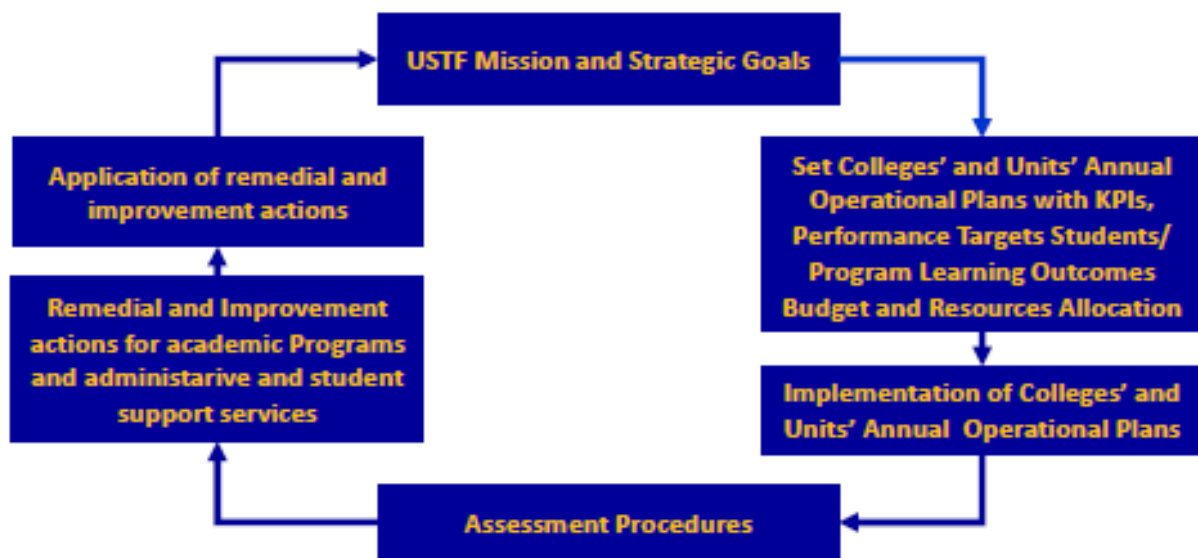 USTF Mission and Strategic Goals
Set Colleges’ and Units’ Annual
Operational Plans with KPIs,
Performance Targets Students/
Program Learning Outcomes
Budget and Resources Allocation
Implementation of Colleges’ and
Units’ Annual Operational Plans
Assessment Procedures
Remedial and Improvement
actions for academic Programs
and administarive and student
support services
Application of remedial and
improvement actions